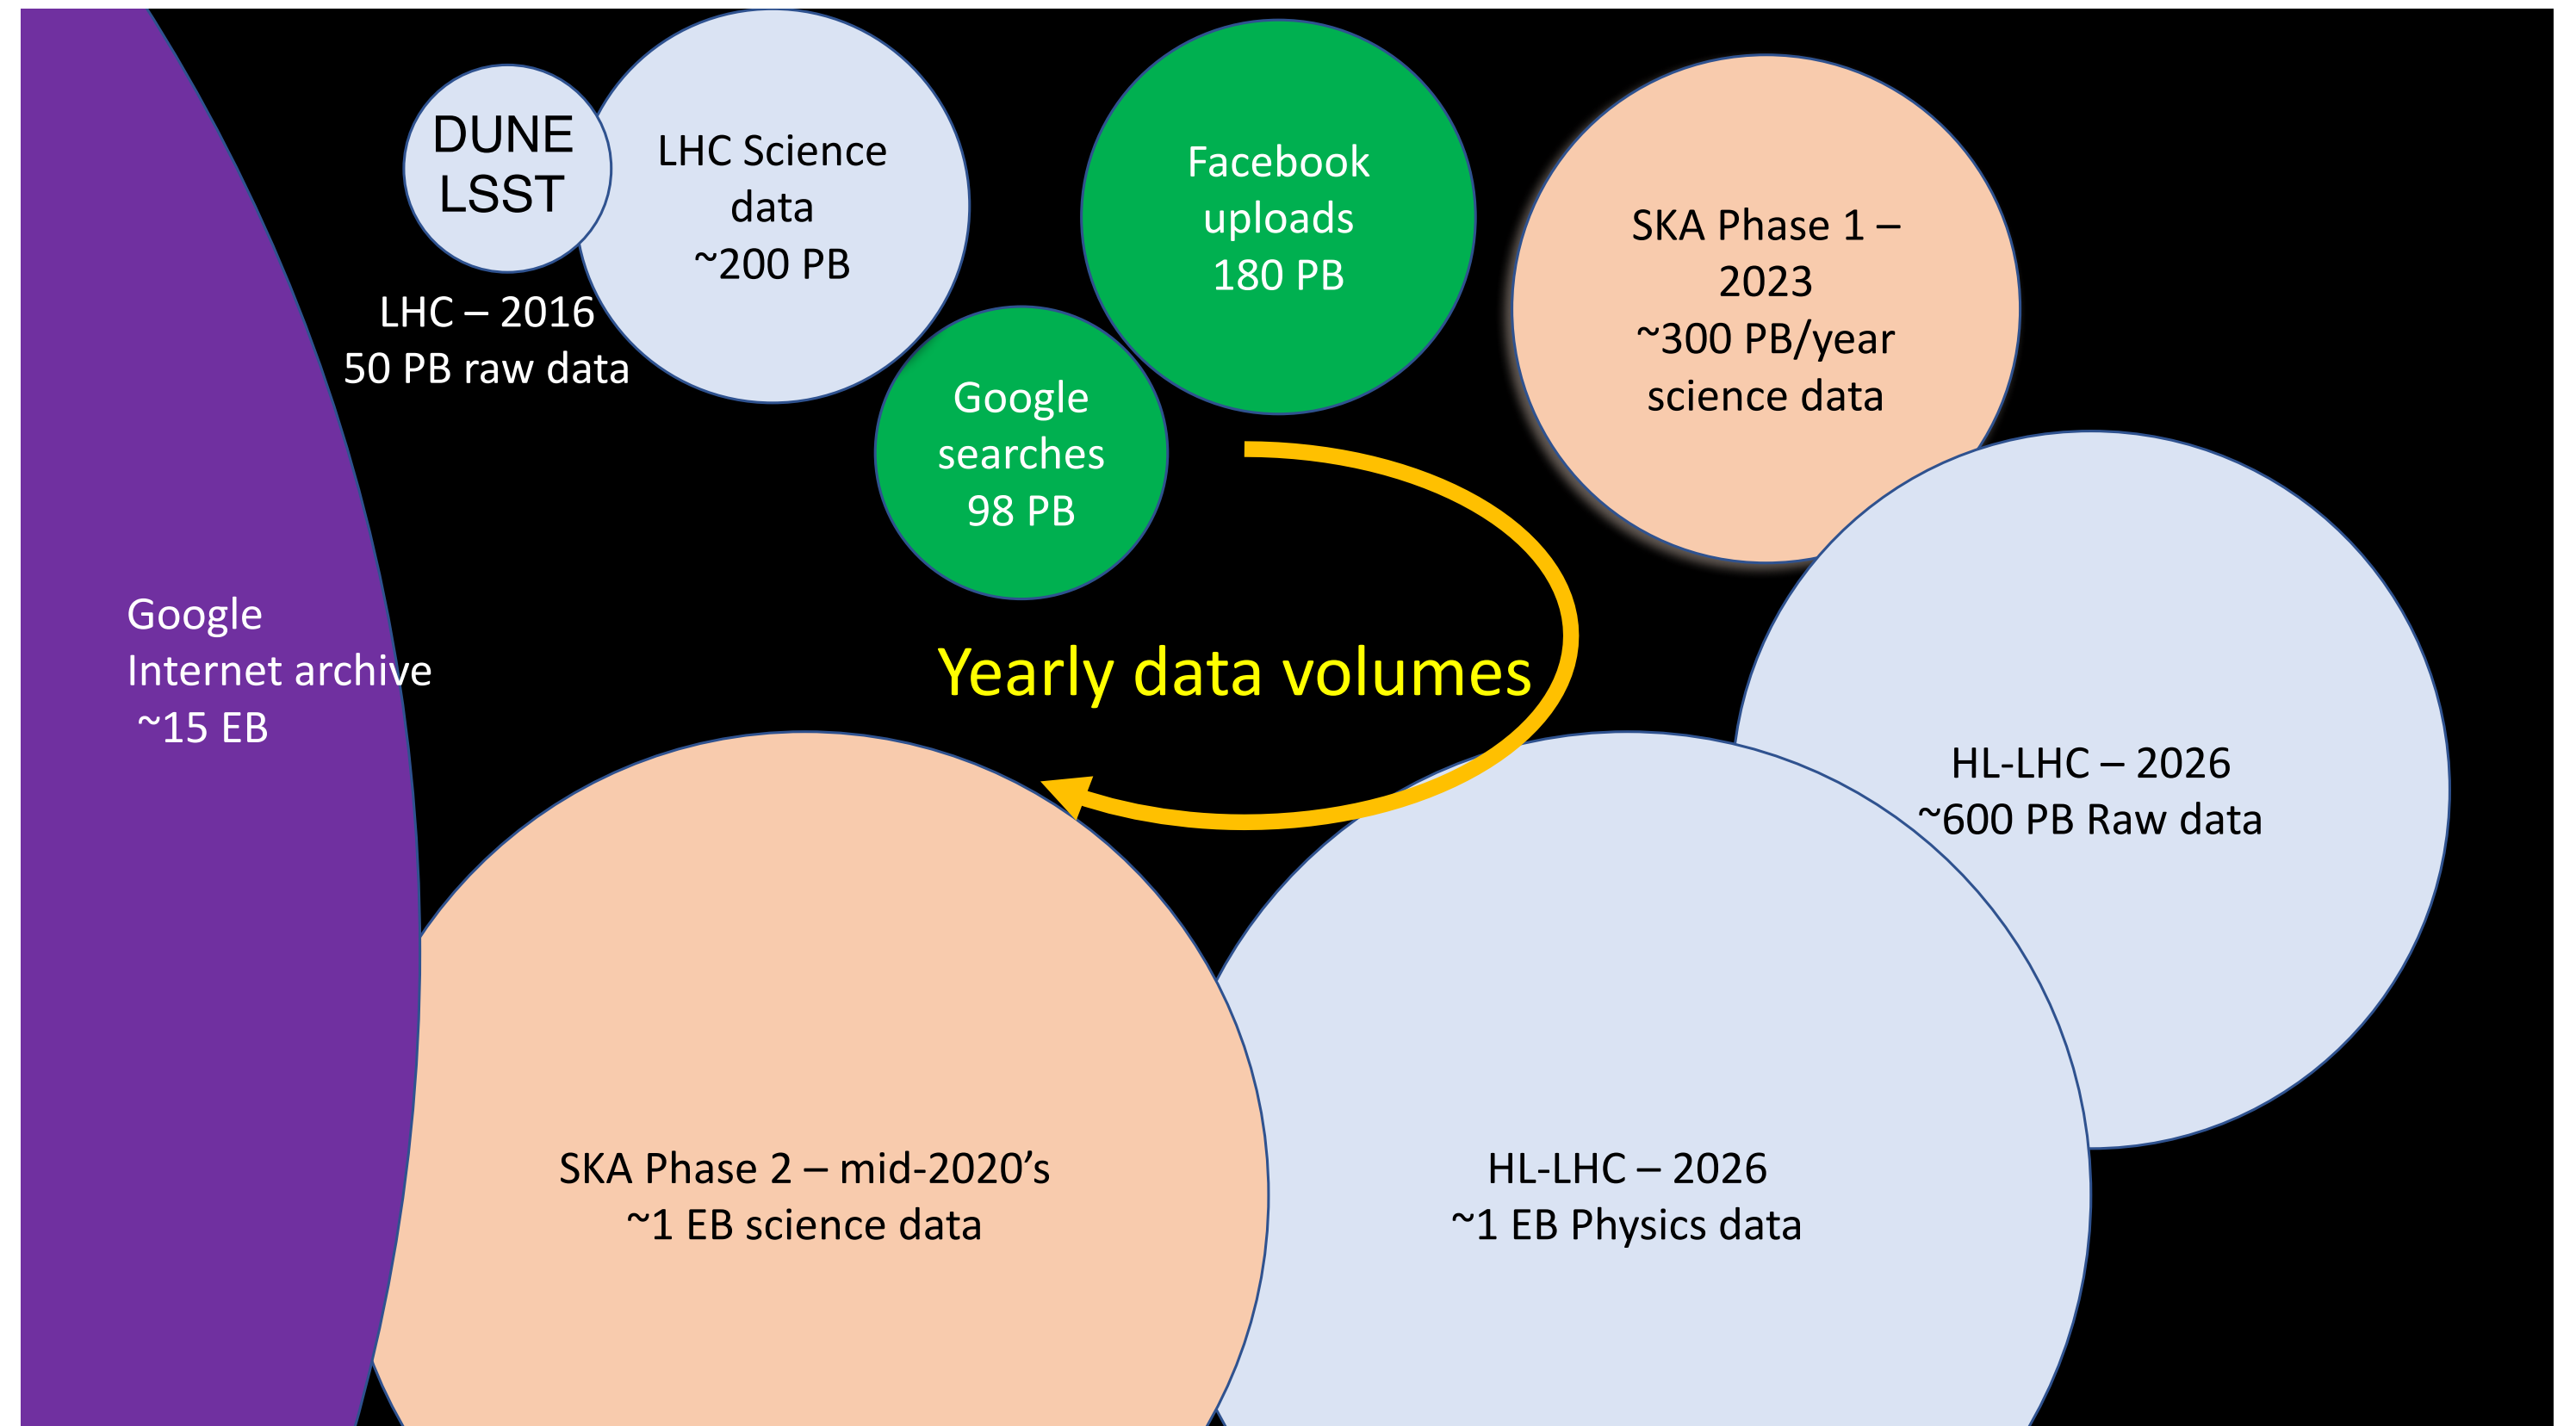 DUNE
LSST
LHC – 2016
50 PB raw data
LHC Science
data
~200 PB
Google
searches
98 PB
Facebook
uploads
180 PB
SKA Phase 1 –
2023
~300 PB/year
science data
Google
Internet archive
~15 EB
Yearly data volumes
HL-LHC – 2026
~600 PB Raw data
SKA Phase 2 – mid-2020’s
~1 EB science data
HL-LHC – 2026
~1 EB Physics data